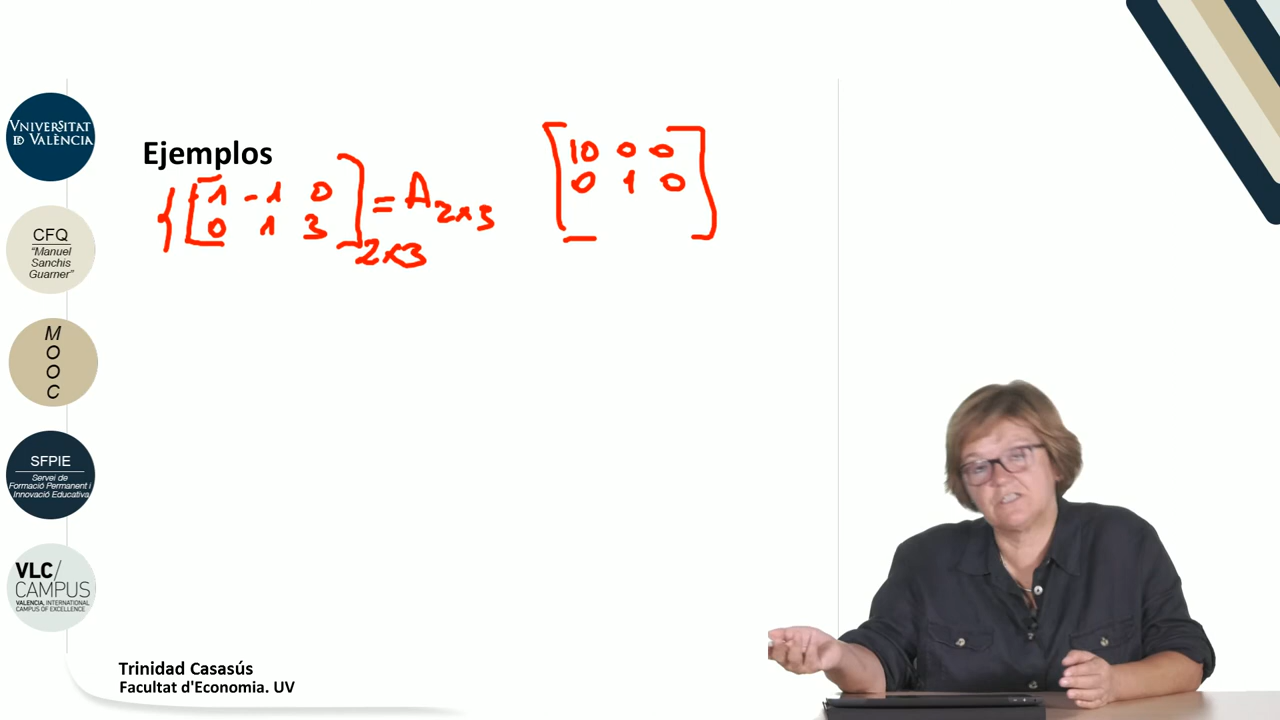 VNIVERSITAT
ID VALÈNCIA
CFQ
"Manuel
Sanchis
Guarner"
M
O
O
C
SFPIE
Servei de
Formació Permanent i
Innovació Educativa
VLC/
CAMPUS
VALENCIA, INTERNATIONAL
CAMPUS OF EXCELLENCE
Ejemplos
{[1 -1 0
0 1 3]2x3 = A2x3
[10 0 0
0 1 0]
Trinidad Casasús
Facultat d'Economia. UV